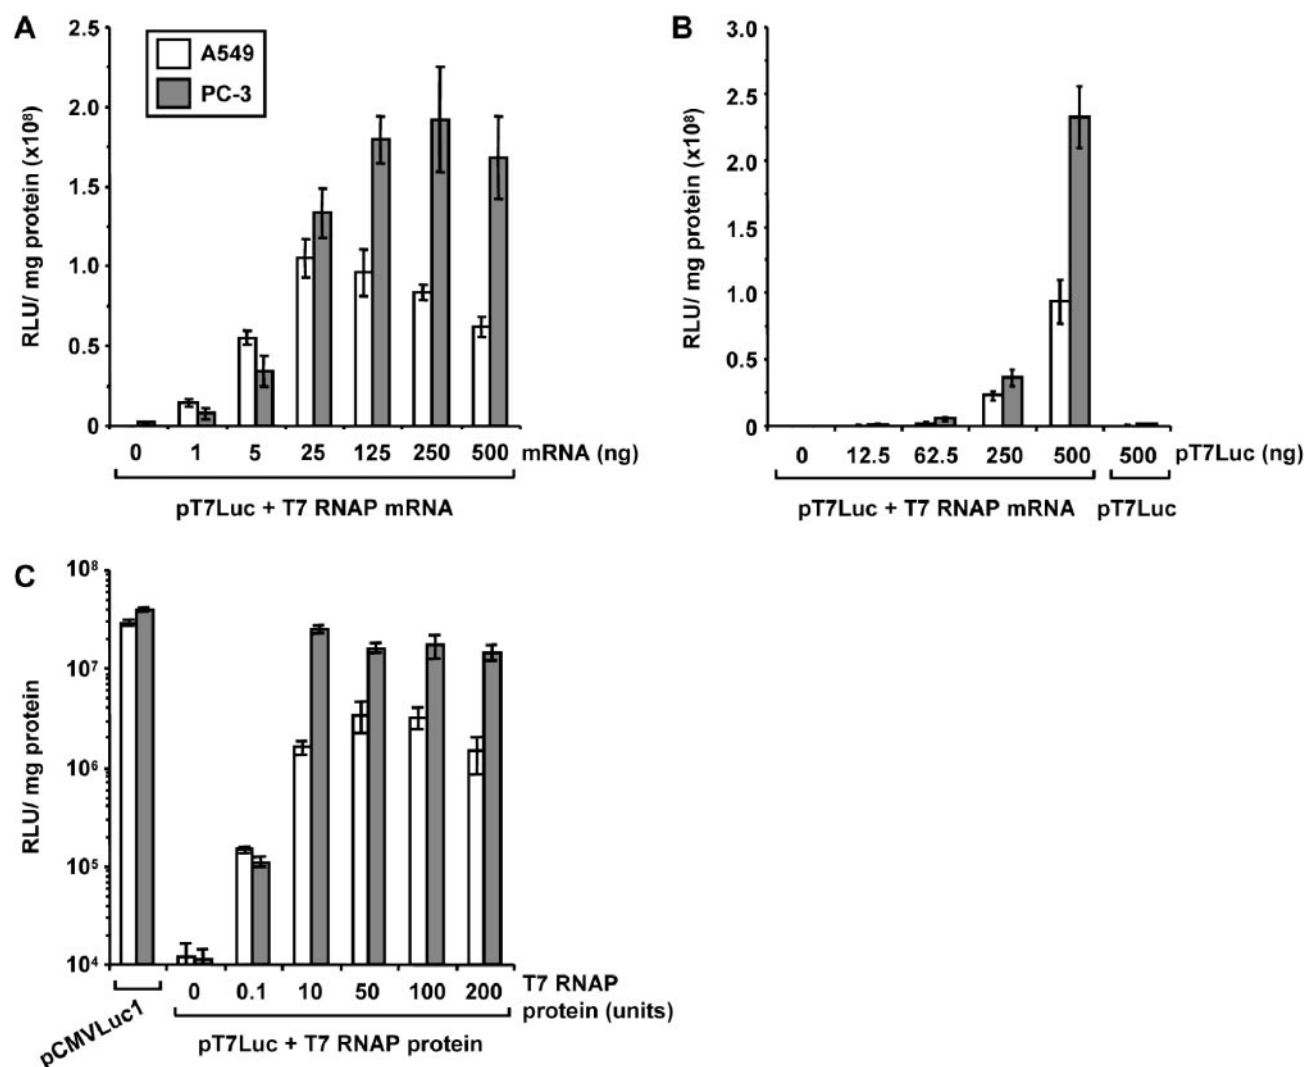 A
A549
PC-3
RLU/ mg protein (x10⁸)
2.5
2.0
1.5
1.0
0.5
0
0 1 5 25 125 250 500 mRNA (ng)
pT7Luc + T7 RNAP mRNA
B
RLU/ mg protein (x10⁸)
3.0
2.5
2.0
1.5
1.0
0.5
0
0 12.5 62.5 250 500 500 pT7Luc (ng)
pT7Luc + T7 RNAP mRNA pT7Luc
C
RLU/ mg protein
10⁸
10⁷
10⁶
10⁵
10⁴
pCMVLuc1
0 0.1 10 50 100 200 T7 RNAP
protein (units)
pT7Luc + T7 RNAP protein